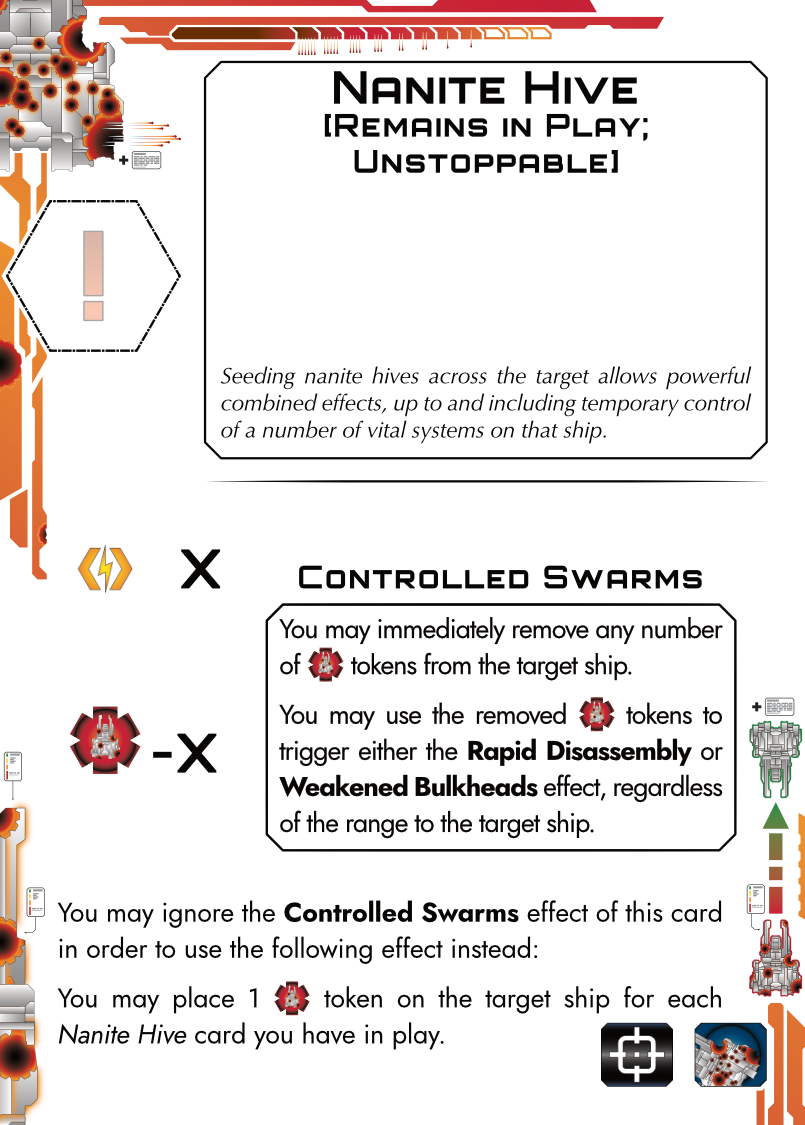 Nanite Hive
[Remains in Play;
Unstoppable]
!
Seeding nanite hives across the target allows powerful
combined effects, up to and including temporary control
of a number of vital systems on that ship.
X
Controlled Swarms
You may immediately remove any number
of tokens from the target ship.
-X
You may use the removed tokens to
trigger either the Rapid Disassembly or
Weakened Bulkheads effect, regardless
of the range to the target ship.
You may ignore the Controlled Swarms effect of this card
in order to use the following effect instead:
You may place 1 token on the target ship for each
Nanite Hive card you have in play.